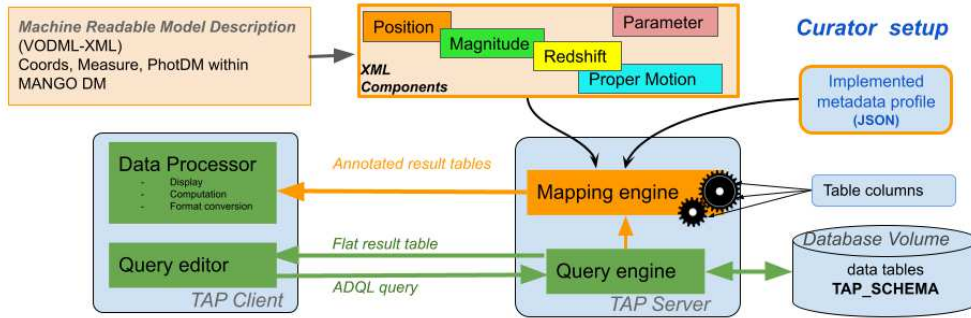 Machine Readable Model Description
(VODML-XML)
Coords, Measure, PhotDM within
MANGO DM
Position
Magnitude
Redshift
Parameter
Proper Motion
XML
Components
Curator setup
Implemented
metadata profile
(JSON)
Data Processor
- Display
- Computation
- Format conversion
Annotated result tables
Mapping engine
Table columns
Query editor
Flat result table
ADQL query
Query engine
TAP Client
TAP Server
Database Volume
data tables
TAP_SCHEMA